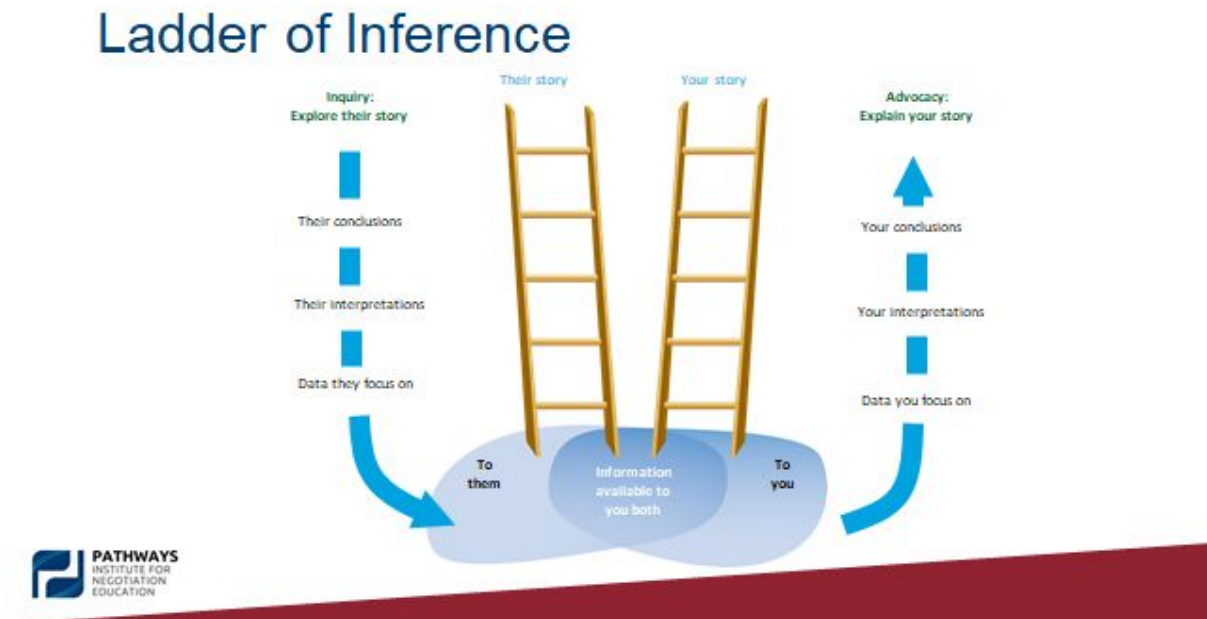 Ladder of Inference
Their story
Your story
Inquiry:
Explore their story
Their conclusions
Their interpretations
Data they focus on
Advocacy:
Explain your story
Your conclusions
Your interpretations
Data you focus on
To
them
Information
available to
you both
To
you
PATHWAYS
INSTITUTE FOR
NEGOTIATION
EDUCATION